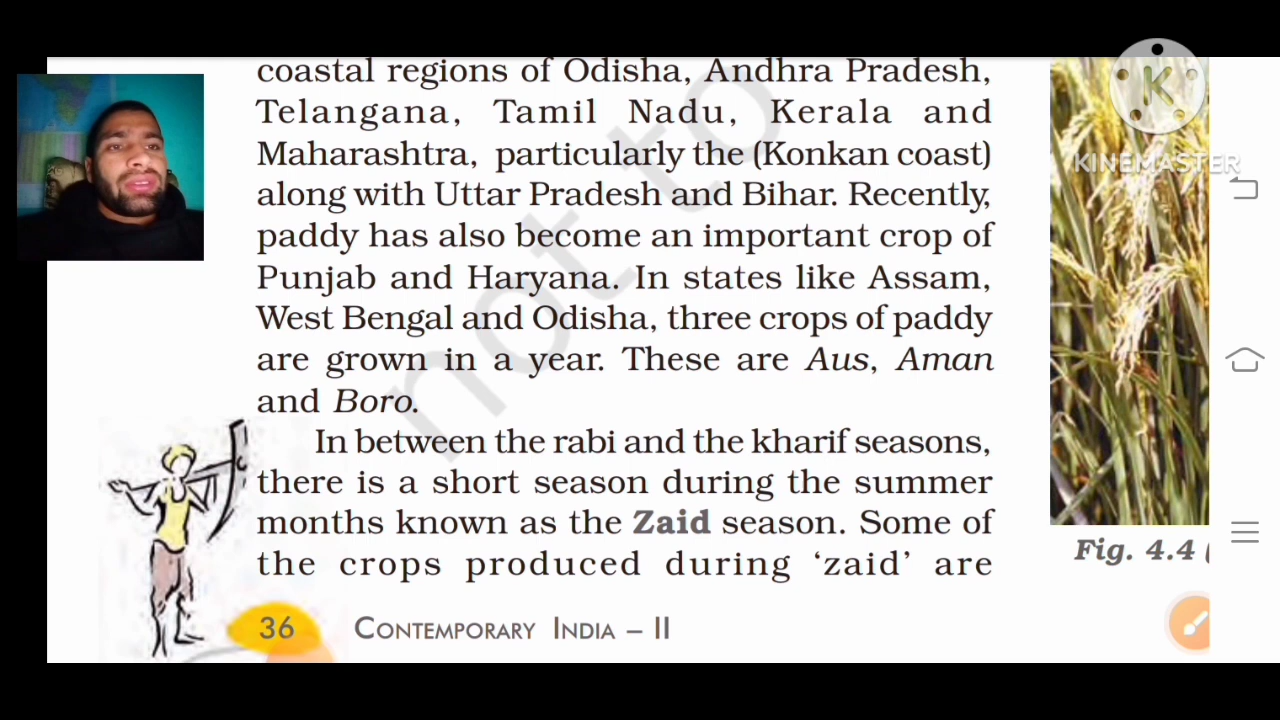 coastal regions of Odisha, Andhra Pradesh,
Telangana, Tamil Nadu, Kerala and
Maharashtra, particularly the (Konkan coast)
along with Uttar Pradesh and Bihar. Recently,
paddy has also become an important crop of
Punjab and Haryana. In states like Assam,
West Bengal and Odisha, three crops of paddy
are grown in a year. These are Aus, Aman
and Boro.
In between the rabi and the kharif seasons,
there is a short season during the summer
months known as the Zaid season. Some of
the crops produced during ‘zaid’ are
36 CONTEMPORARY INDIA – II
not to
K
KINEMASTER
Fig. 4.4 (